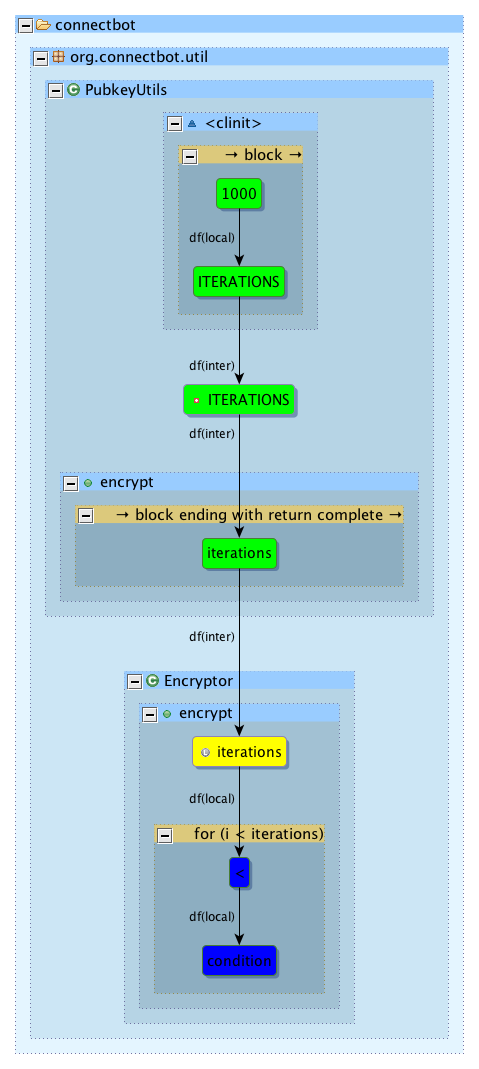 connectbot
org.connectbot.util
PubkeyUtils
<clinit>
→ block →
1000
df(local)
ITERATIONS
df(inter)
ITERATIONS
df(inter)
encrypt
→ block ending with return complete →
iterations
df(inter)
Encryptor
encrypt
iterations
df(local)
for (i < iterations)
<
df(local)
condition